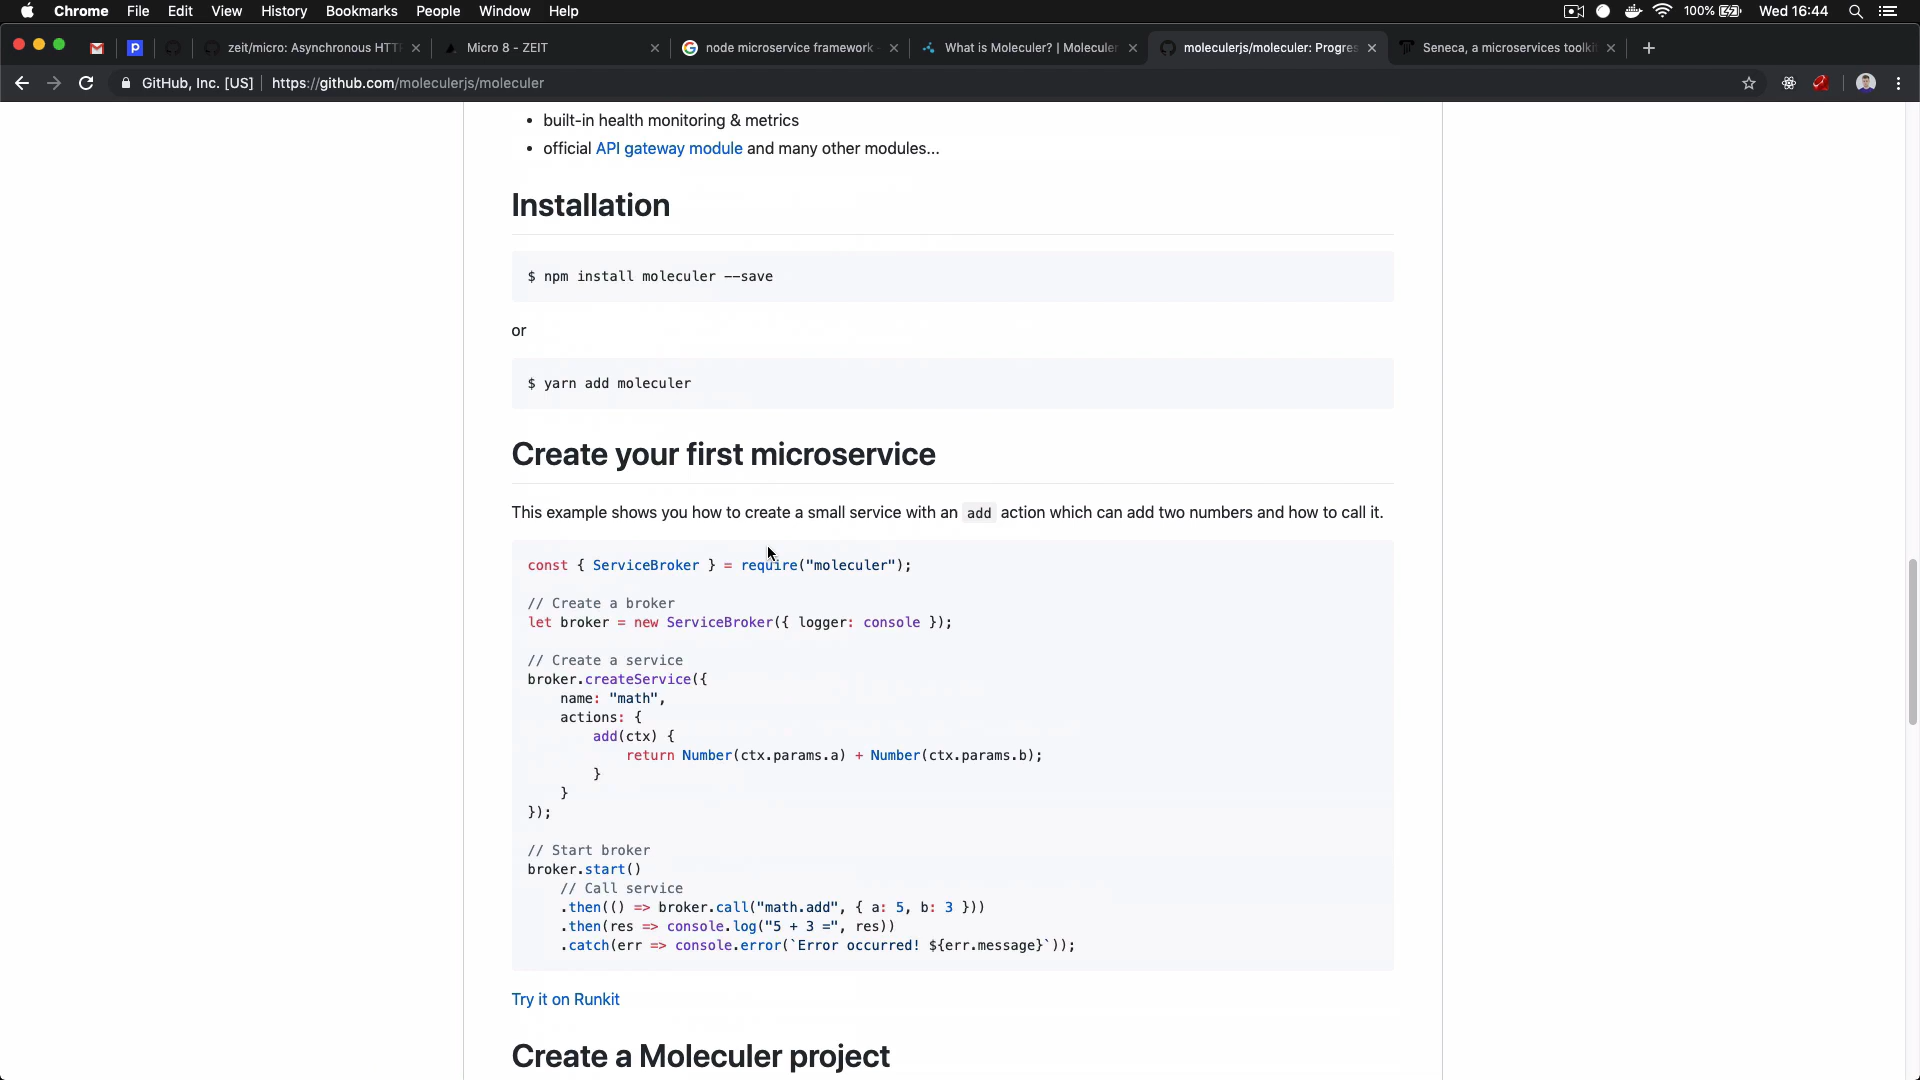 Chrome File Edit View History Bookmarks People Window Help 100% Wed 16:44
P zeit/micro: Asynchronous HTT Micro 8 - ZEIT node microservice framework What is Moleculer? | Moleculer moleculerjs/moleculer: Progres Seneca, a microservices toolki
GitHub, Inc. [US] https://github.com/moleculerjs/moleculer
• built-in health monitoring & metrics
• official API gateway module and many other modules...
Installation
$ npm install moleculer --save
or
$ yarn add moleculer
Create your first microservice
This example shows you how to create a small service with an add action which can add two numbers and how to call it.
const { ServiceBroker } = require("moleculer");
// Create a broker
let broker = new ServiceBroker({ logger: console });
// Create a service
broker.createService({
    name: "math",
    actions: {
        add(ctx) {
            return Number(ctx.params.a) + Number(ctx.params.b);
        }
    }
});
// Start broker
broker.start()
    // Call service
    .then(() => broker.call("math.add", { a: 5, b: 3 }))
    .then(res => console.log("5 + 3 =", res))
    .catch(err => console.error(`Error occurred! ${err.message}`));
Try it on Runkit
Create a Moleculer project